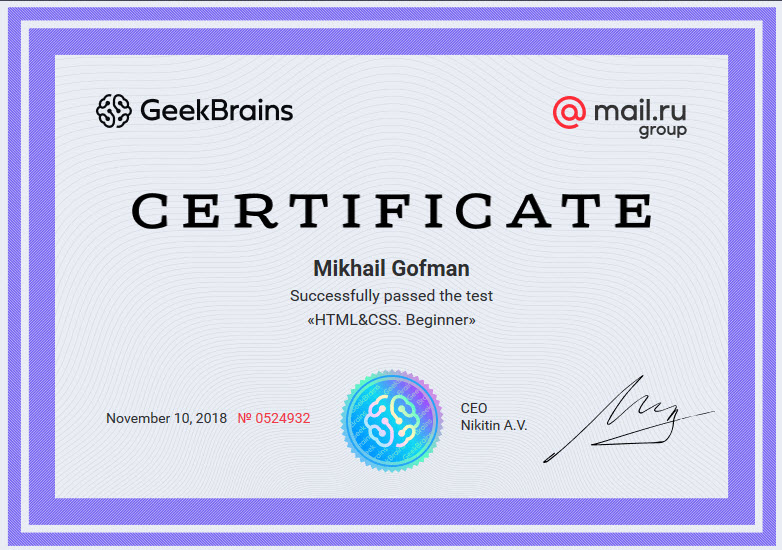 GeekBrains
@mail.ru
group
CERTIFICATE
Mikhail Gofman
Successfully passed the test
«HTML&CSS. Beginner»
November 10, 2018 № 0524932
CEO
Nikitin A.V.